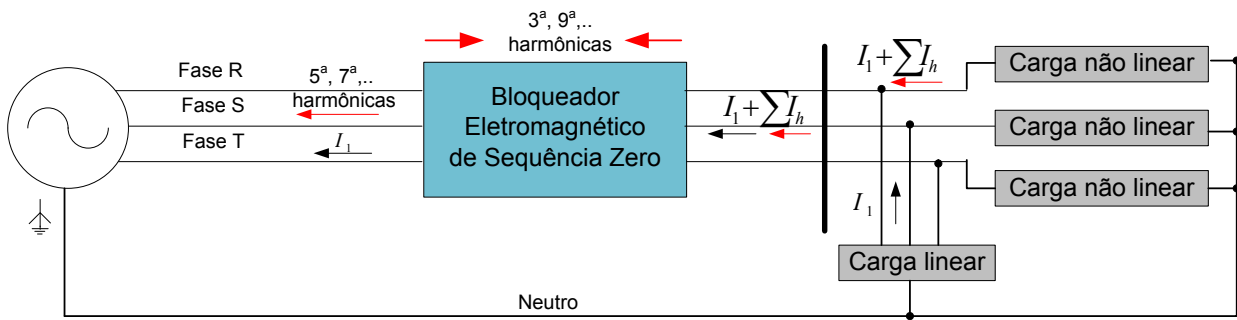 3ª, 9ª,..
harmônicas
Fase R
5ª, 7ª,..
harmônicas
Fase S
Fase T
I₁
Bloqueador
Eletromagnético
de Sequência Zero
I₁+∑Iₕ
I₁+∑Iₕ
Carga não linear
Carga não linear
Carga não linear
I₁
Carga linear
Neutro